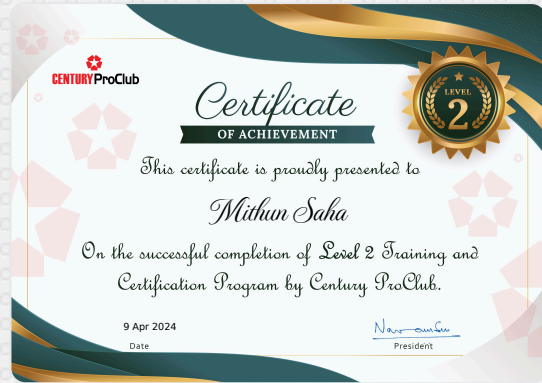 CENTURY ProClub
Certificate
OF ACHIEVEMENT
LEVEL
2
This certificate is proudly presented to
Mithun Saha
On the successful completion of Level 2 Training and
Certification Program by Century ProClub.
9 Apr 2024
Date
President